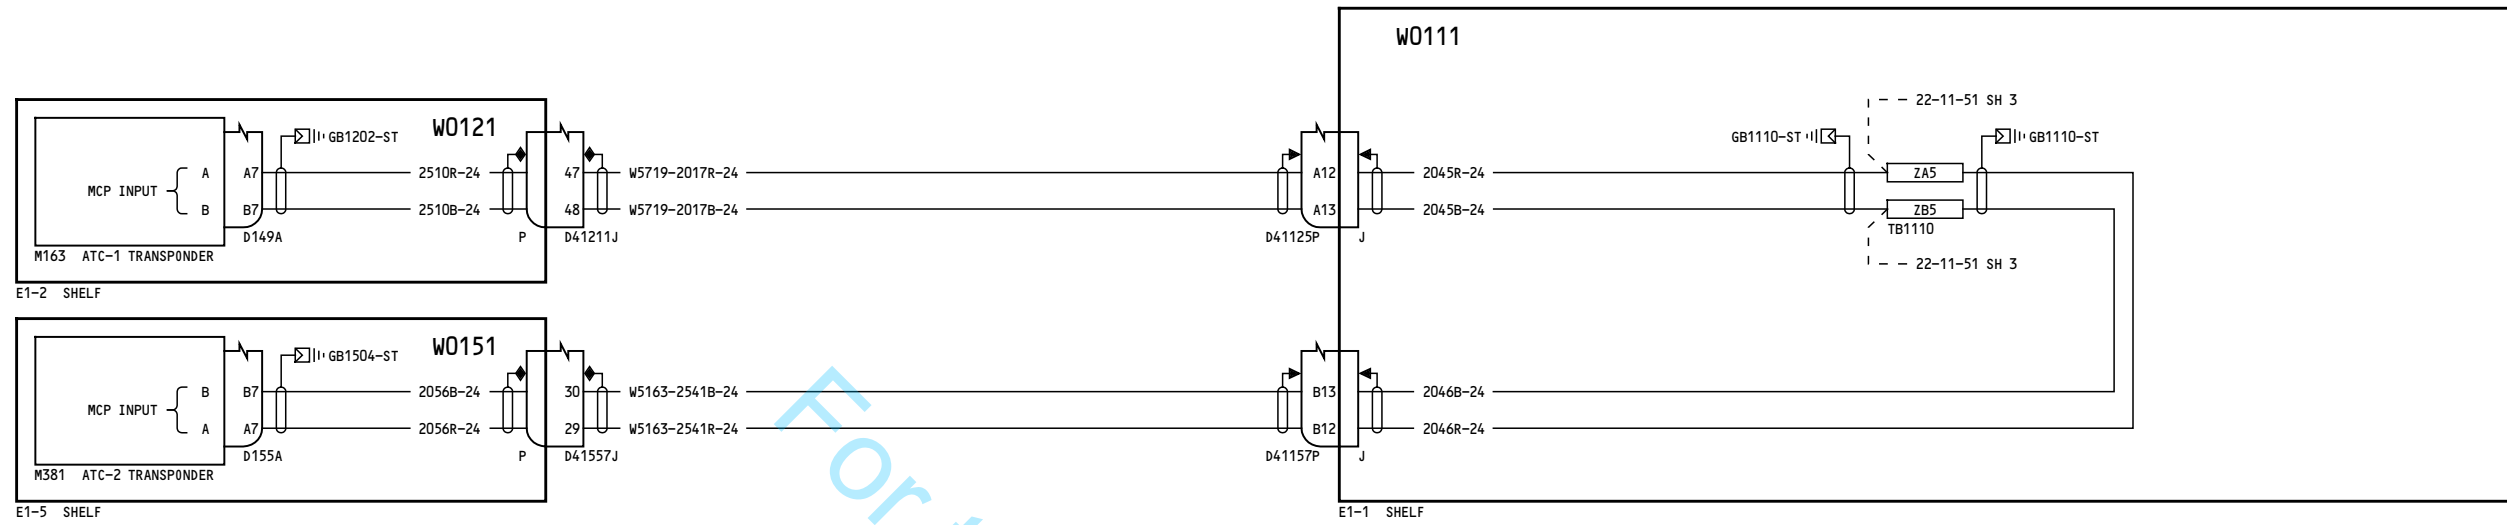 W0111
22-11-51 SH 3
W0121
GB1202-ST
GB1110-ST
GB1110-ST
MCP INPUT
A
A7
2510R-24
47
W5719-2017R-24
A12
2045R-24
ZA5
B
B7
2510B-24
48
W5719-2017B-24
A13
2045B-24
ZB5
TB1110
D149A
P
D41211J
D41125P
J
M163 ATC-1 TRANSPONDER
22-11-51 SH 3
E1-2 SHELF
W0151
GB1504-ST
MCP INPUT
B
B7
2056B-24
30
W5163-2541B-24
B13
2046B-24
A
A7
2056R-24
29
W5163-2541R-24
B12
2046R-24
D155A
P
D41557J
D41157P
J
M381 ATC-2 TRANSPONDER
E1-5 SHELF
E1-1 SHELF
For